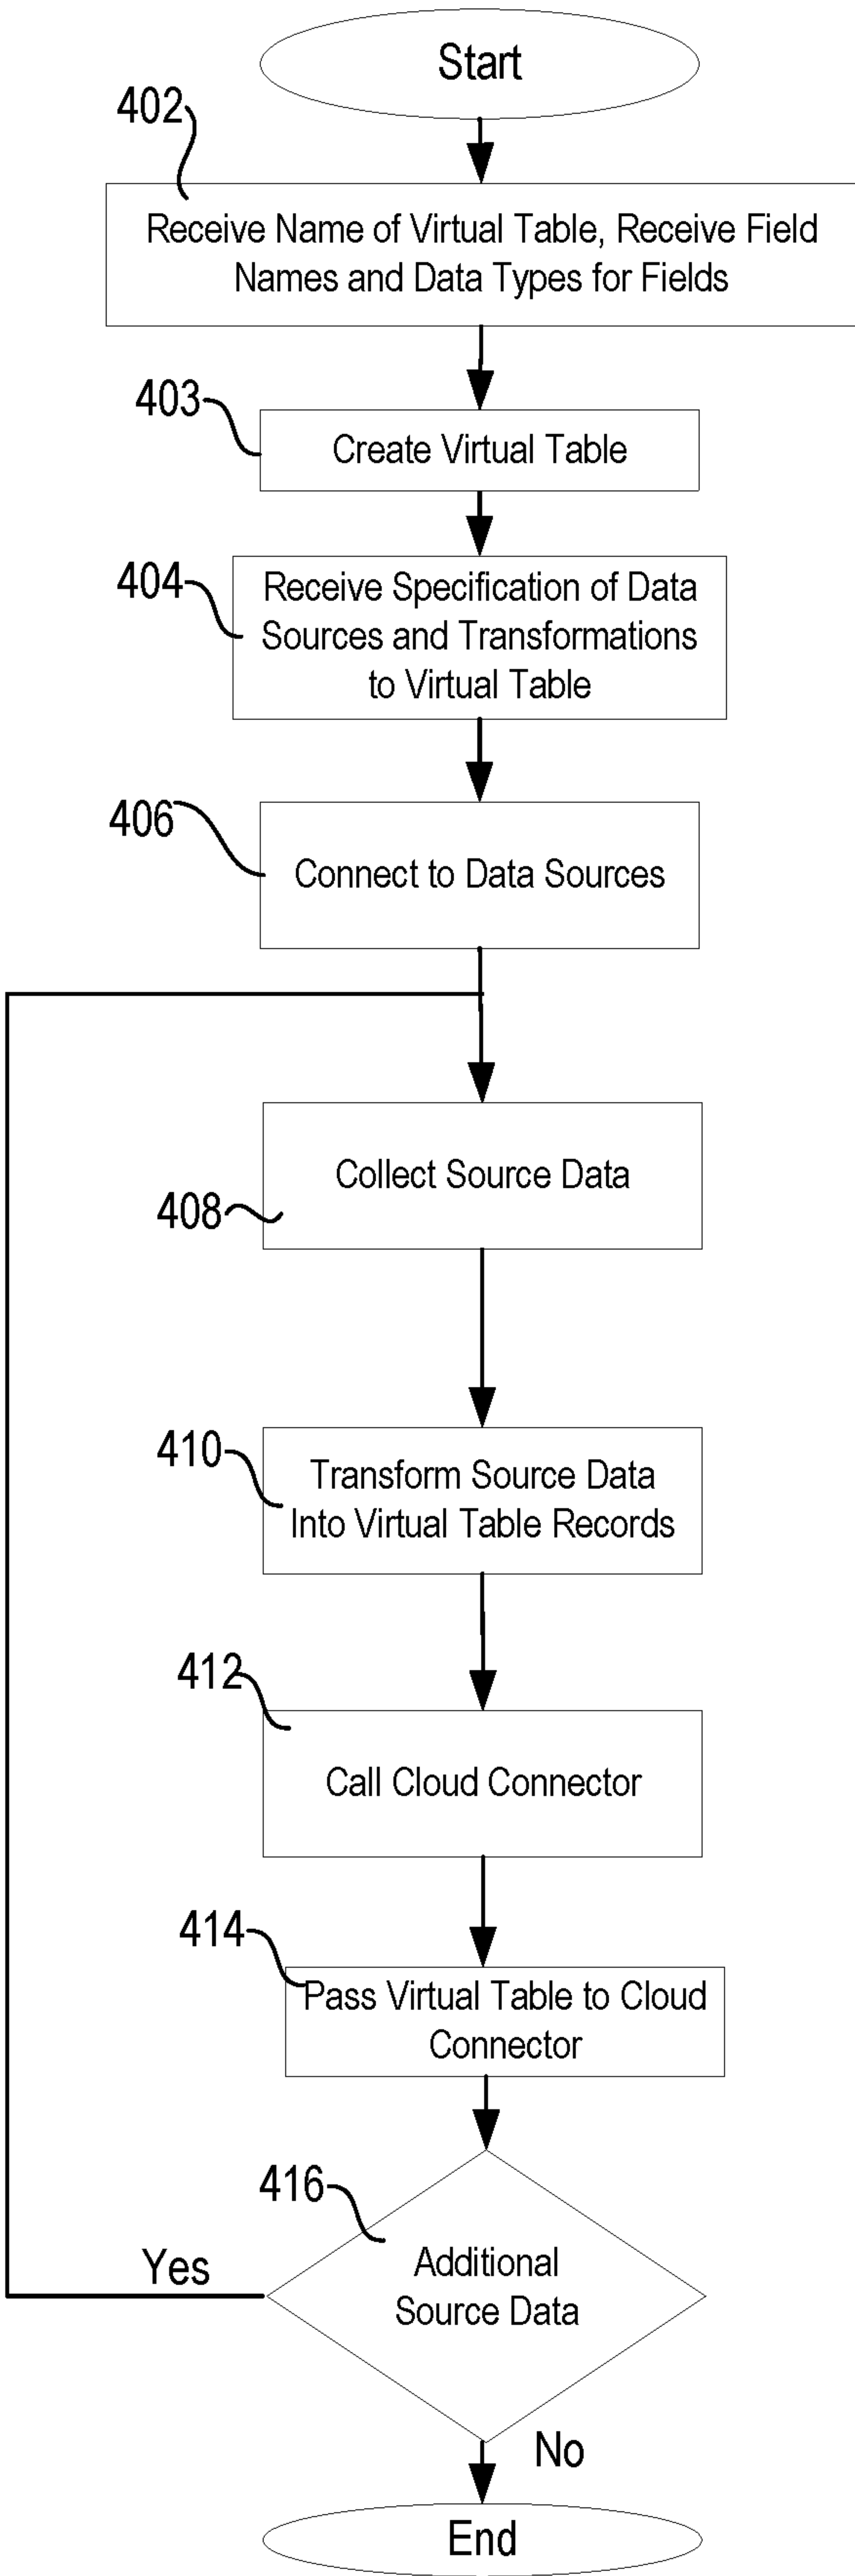 Start
402
Receive Name of Virtual Table, Receive Field
Names and Data Types for Fields
403
Create Virtual Table
404
Receive Specification of Data
Sources and Transformations
to Virtual Table
406
Connect to Data Sources
Collect Source Data
408
410
Transform Source Data
Into Virtual Table Records
412
Call Cloud Connector
414
Pass Virtual Table to Cloud
Connector
416
Additional
Source Data
Yes
No
End